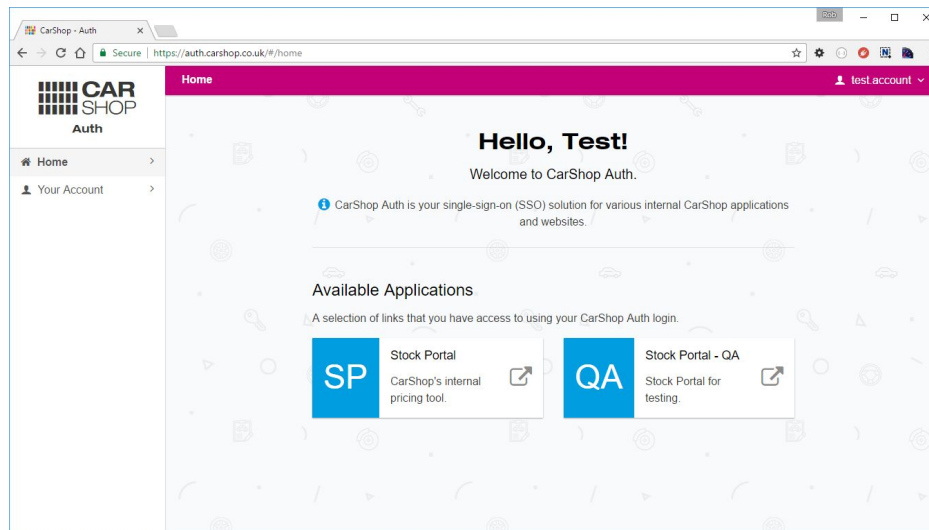 Rob
CarShop - Auth
Secure
https://auth.carshop.co.uk/#/home
CAR
SHOP
Auth
Home
test.account
Home
Your Account
Hello, Test!
Welcome to CarShop Auth.
CarShop Auth is your single-sign-on (SSO) solution for various internal CarShop applications
and websites.
Available Applications
A selection of links that you have access to using your CarShop Auth login.
SP
Stock Portal
CarShop's internal
pricing tool.
QA
Stock Portal - QA
Stock Portal for
testing.